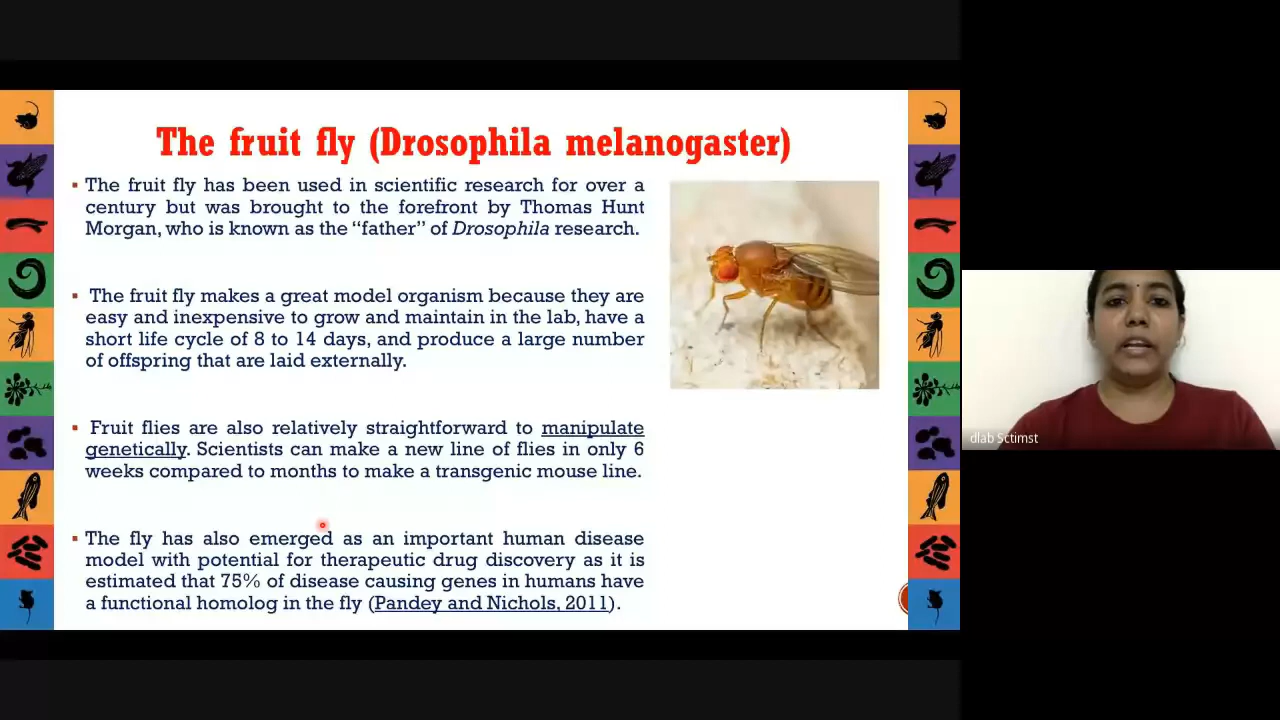 The fruit fly (Drosophila melanogaster)
▪ The fruit fly has been used in scientific research for over a
century but was brought to the forefront by Thomas Hunt
Morgan, who is known as the “father” of Drosophila research.
▪ The fruit fly makes a great model organism because they are
easy and inexpensive to grow and maintain in the lab, have a
short life cycle of 8 to 14 days, and produce a large number
of offspring that are laid externally.
▪ Fruit flies are also relatively straightforward to manipulate
genetically. Scientists can make a new line of flies in only 6
weeks compared to months to make a transgenic mouse line.
▪ The fly has also emerged as an important human disease
model with potential for therapeutic drug discovery as it is
estimated that 75% of disease causing genes in humans have
a functional homolog in the fly (Pandey and Nichols, 2011).
dlab Sctimst